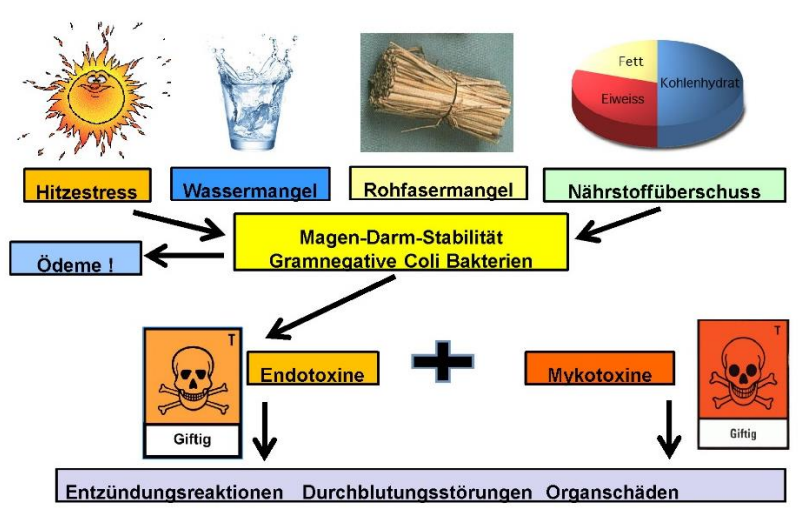 Fett
Kohlenhydrat
Eiweiss
Hitzestress
Wassermangel
Rohfasermangel
Nährstoffüberschuss
Magen-Darm-Stabilität
Gramnegative Coli Bakterien
Ödeme !
T
Endotoxine
Giftig
Mykotoxine
T
Giftig
Entzündungsreaktionen Durchblutungsstörungen Organschäden